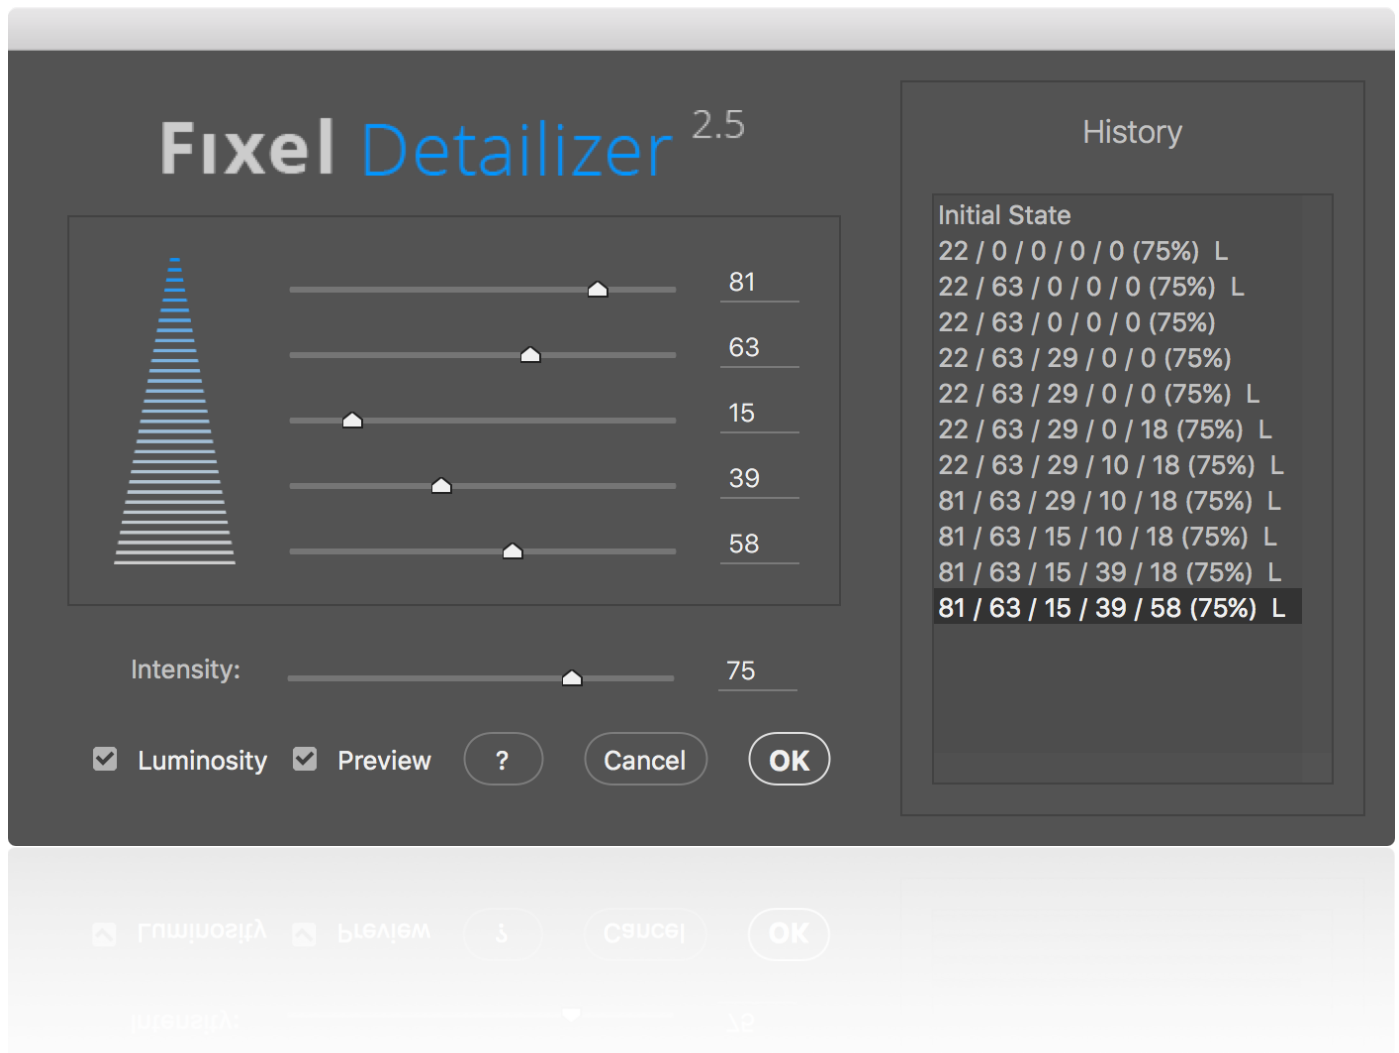 Fixel Detailizer 2.5
81
63
15
39
58
Intensity: 75
Luminosity Preview ? Cancel OK
History
Initial State
22 / 0 / 0 / 0 / 0 (75%) L
22 / 63 / 0 / 0 / 0 (75%) L
22 / 63 / 0 / 0 / 0 (75%)
22 / 63 / 29 / 0 / 0 (75%)
22 / 63 / 29 / 0 / 0 (75%) L
22 / 63 / 29 / 0 / 18 (75%) L
22 / 63 / 29 / 10 / 18 (75%) L
81 / 63 / 29 / 10 / 18 (75%) L
81 / 63 / 15 / 10 / 18 (75%) L
81 / 63 / 15 / 39 / 18 (75%) L
81 / 63 / 15 / 39 / 58 (75%) L